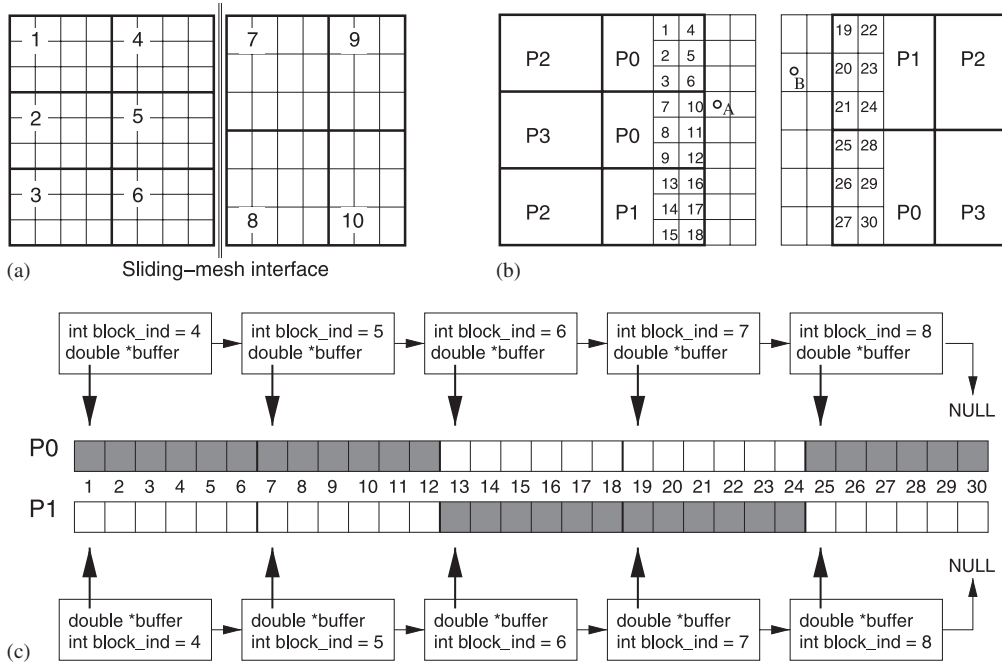 1 4 7 9
2 5
3 6 8 10
(a) Sliding–mesh interface
P2 P0 1 4 19 22 P1 P2
2 5 20 23
3 6 21 24
B
P3 P0 7 10 A
8 11
9 12
25 28
P2 P1 13 16 26 29 P0 P3
14 17 27 30
15 18
(b)
int block_ind = 4 int block_ind = 5 int block_ind = 6 int block_ind = 7 int block_ind = 8
double *buffer double *buffer double *buffer double *buffer double *buffer
NULL
P0
1 2 3 4 5 6 7 8 9 10 11 12 13 14 15 16 17 18 19 20 21 22 23 24 25 26 27 28 29 30
P1
NULL
double *buffer double *buffer double *buffer double *buffer double *buffer
int block_ind = 4 int block_ind = 5 int block_ind = 6 int block_ind = 7 int block_ind = 8
(c)